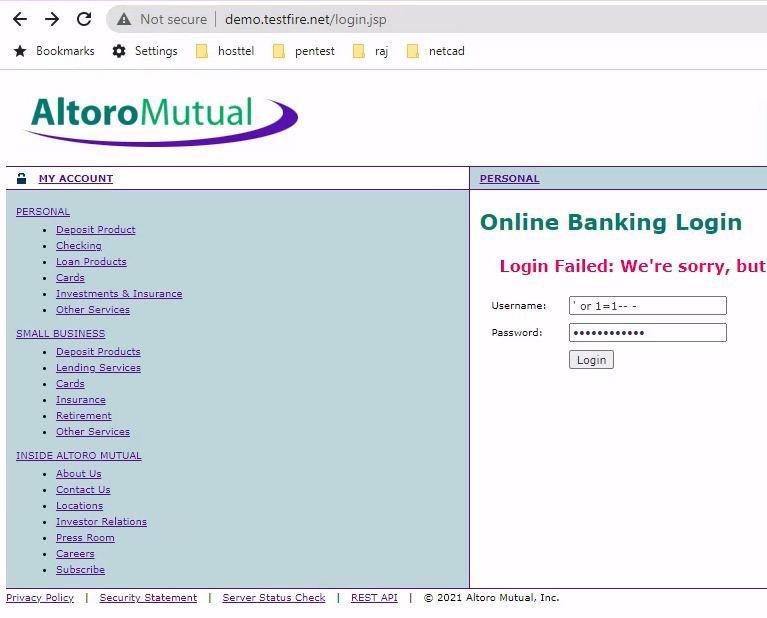 Not secure | demo.testfire.net/login.jsp
Bookmarks Settings hosttel pentest raj netcad
AltoroMutual
MY ACCOUNT
PERSONAL
PERSONAL
Deposit Product
Checking
Loan Products
Cards
Investments & Insurance
Other Services
SMALL BUSINESS
Deposit Products
Lending Services
Cards
Insurance
Retirement
Other Services
INSIDE ALTORO MUTUAL
About Us
Contact Us
Locations
Investor Relations
Press Room
Careers
Subscribe
Online Banking Login
Login Failed: We're sorry, but
Username: ' or 1=1-- -
Password: ••••••••••••
Login
Privacy Policy | Security Statement | Server Status Check | REST API | © 2021 Altoro Mutual, Inc.